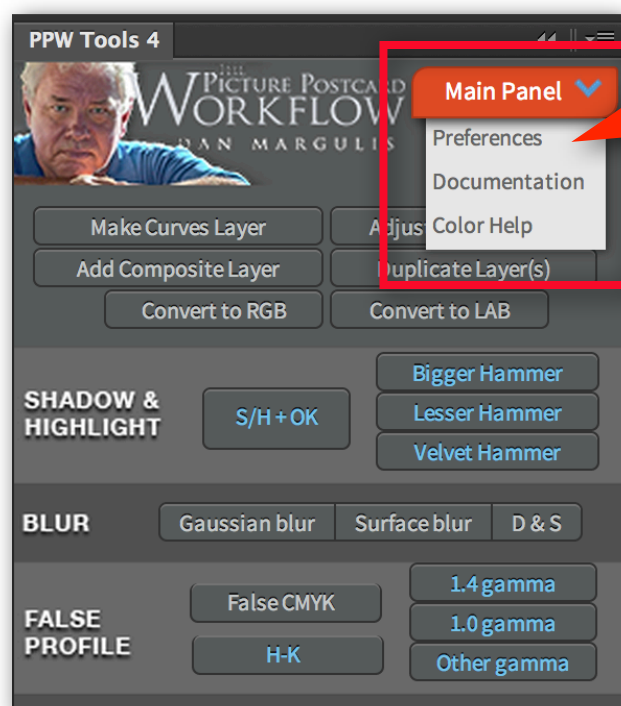 PPW Tools 4
PICTURE POSTCARD
WORKFLOW
DAN MARGULIS
Main Panel
Preferences
Documentation
Color Help
Make Curves Layer
Add Composite Layer
Duplicate Layer(s)
Convert to RGB
Convert to LAB
SHADOW &
HIGHLIGHT
S/H + OK
Bigger Hammer
Lesser Hammer
Velvet Hammer
BLUR
Gaussian blur
Surface blur
D & S
FALSE
PROFILE
False CMYK
H-K
1.4 gamma
1.0 gamma
Other gamma